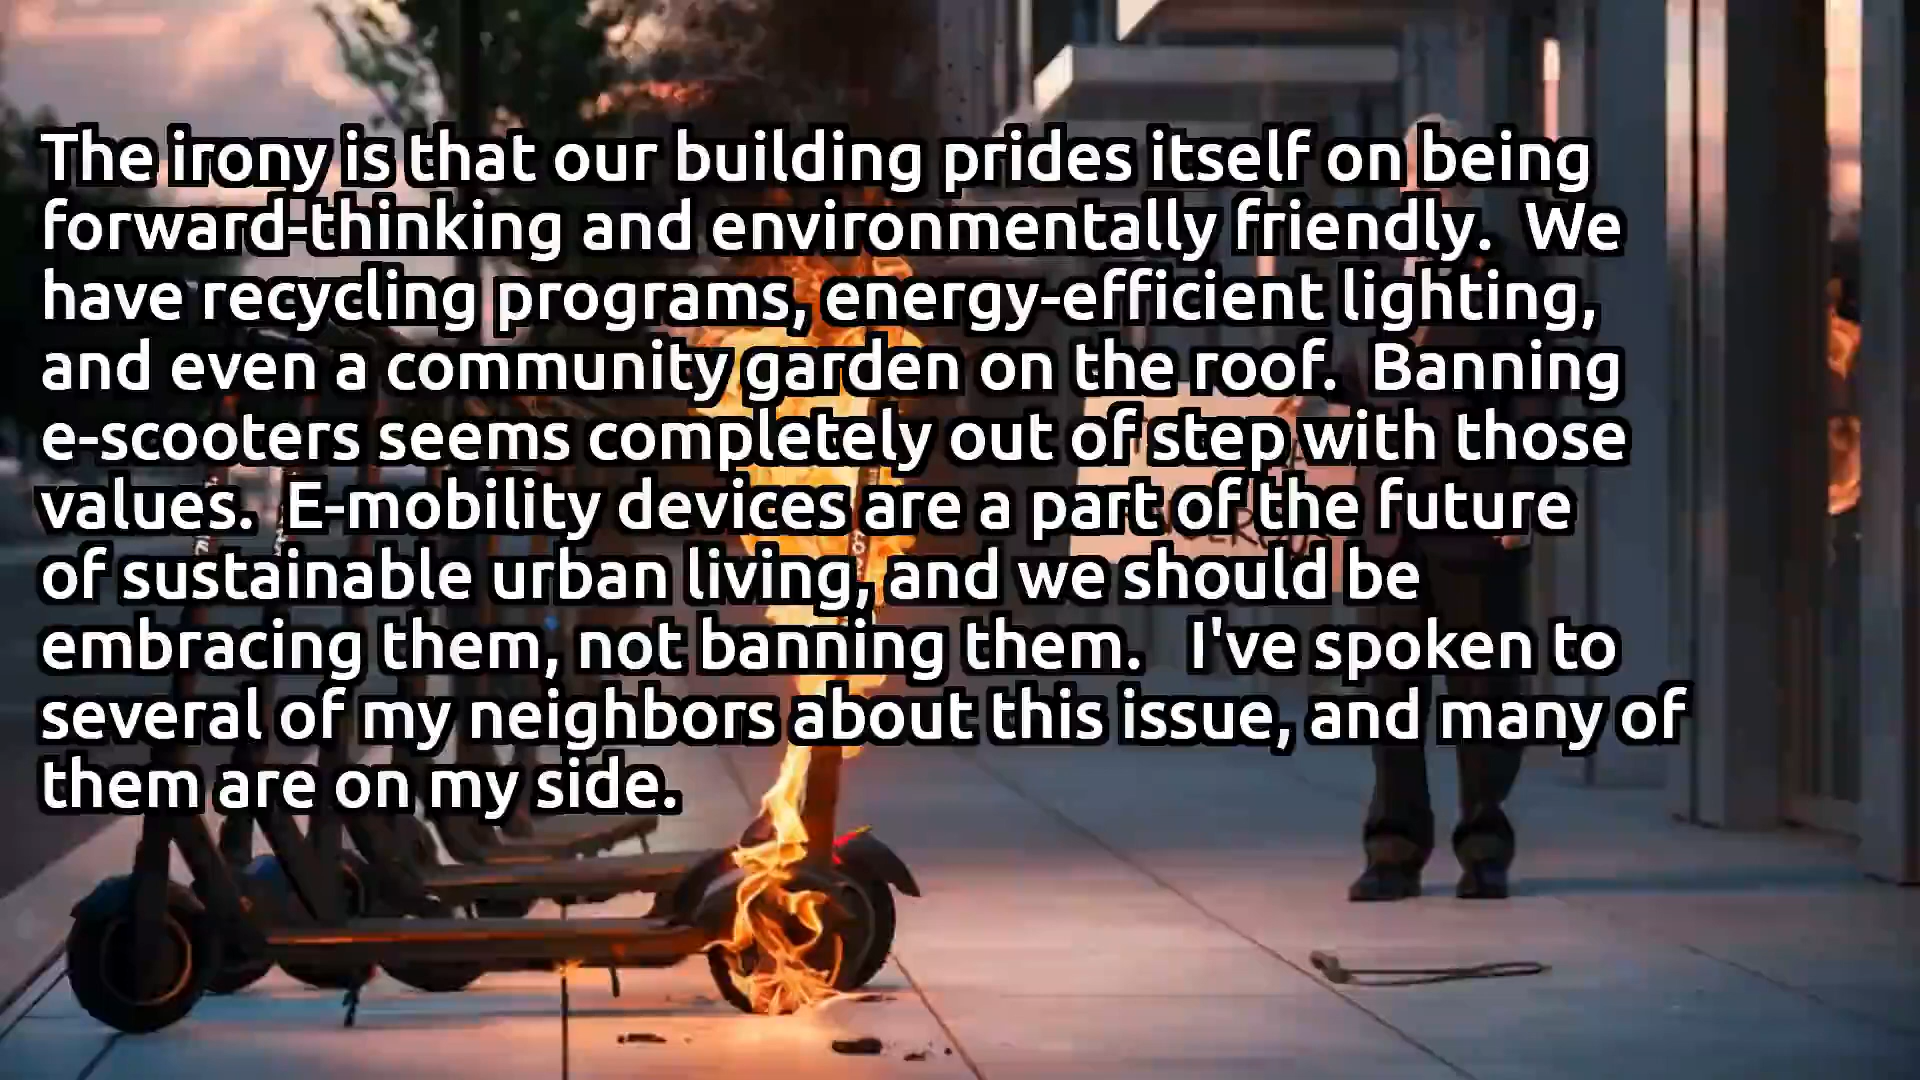 The irony is that our building prides itself on being
forward-thinking and environmentally friendly.  We
have recycling programs, energy-efficient lighting,
and even a community garden on the roof.  Banning
e-scooters seems completely out of step with those
values.  E-mobility devices are a part of the future
of sustainable urban living, and we should be
embracing them, not banning them.   I've spoken to
several of my neighbors about this issue, and many of
them are on my side.